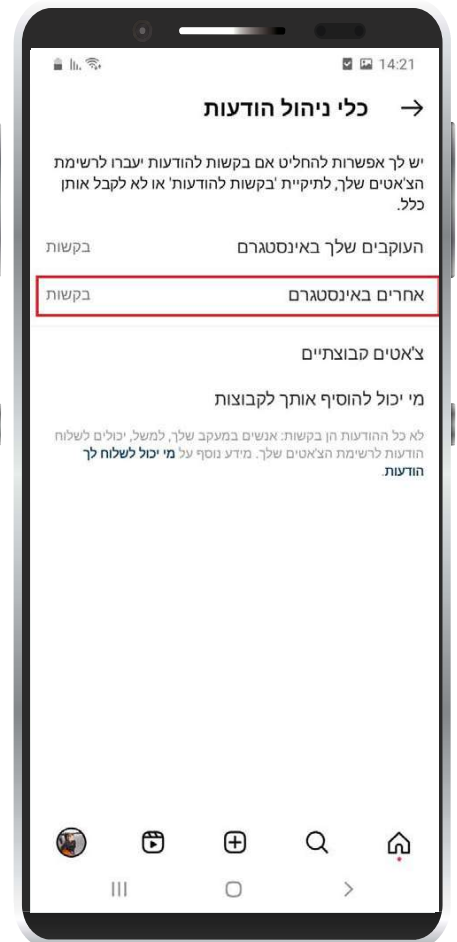 14:21
כלי ניהול הודעות
יש לך אפשרות להחליט אם בקשות להודעות יעברו לרשימת
הצ'אטים שלך, לתיקיית 'בקשות להודעות' או לא לקבל אותן
כלל.
העוקבים שלך באינסטגרם בקשות
אחרים באינסטגרם בקשות
צ'אטים קבוצתיים
מי יכול להוסיף אותך לקבוצות
לא כל ההודעות הן בקשות: אנשים במעקב שלך, למשל, יכולים לשלוח
הודעות לרשימת הצ'אטים שלך. מידע נוסף על מי יכול לשלוח לך
הודעות.